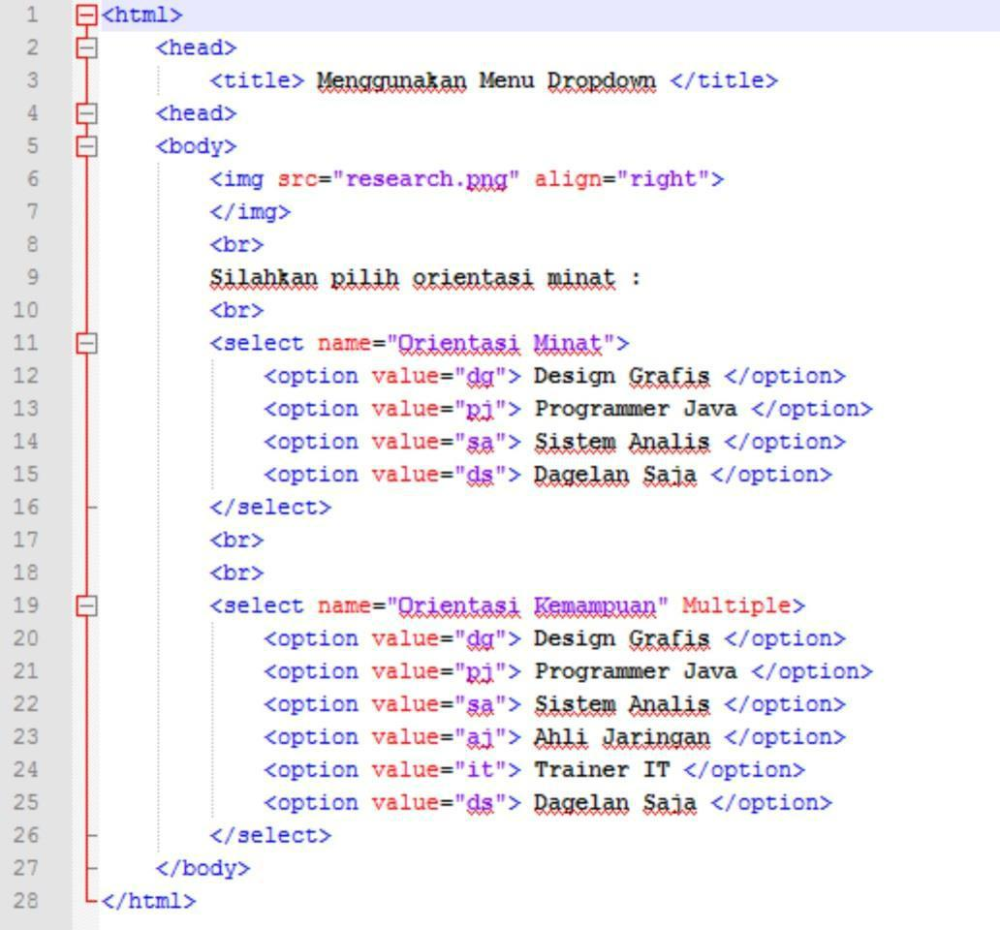 1 <html>
2 <head>
3 <title> Menggunakan Menu Dropdown </title>
4 <head>
5 <body>
6 <img src="research.png" align="right">
7 </img>
8 <br>
9 Silahkan pilih orientasi minat :
10 <br>
11 <select name="Orientasi Minat">
12 <option value="dg"> Design Grafis </option>
13 <option value="pj"> Programmer Java </option>
14 <option value="sa"> Sistem Analis </option>
15 <option value="ds"> Dagelan Saja </option>
16 </select>
17 <br>
18 <br>
19 <select name="Orientasi Kemampuan" Multiple>
20 <option value="dg"> Design Grafis </option>
21 <option value="pj"> Programmer Java </option>
22 <option value="sa"> Sistem Analis </option>
23 <option value="aj"> Ahli Jaringan </option>
24 <option value="it"> Trainer IT </option>
25 <option value="ds"> Dagelan Saja </option>
26 </select>
27 </body>
28 </html>